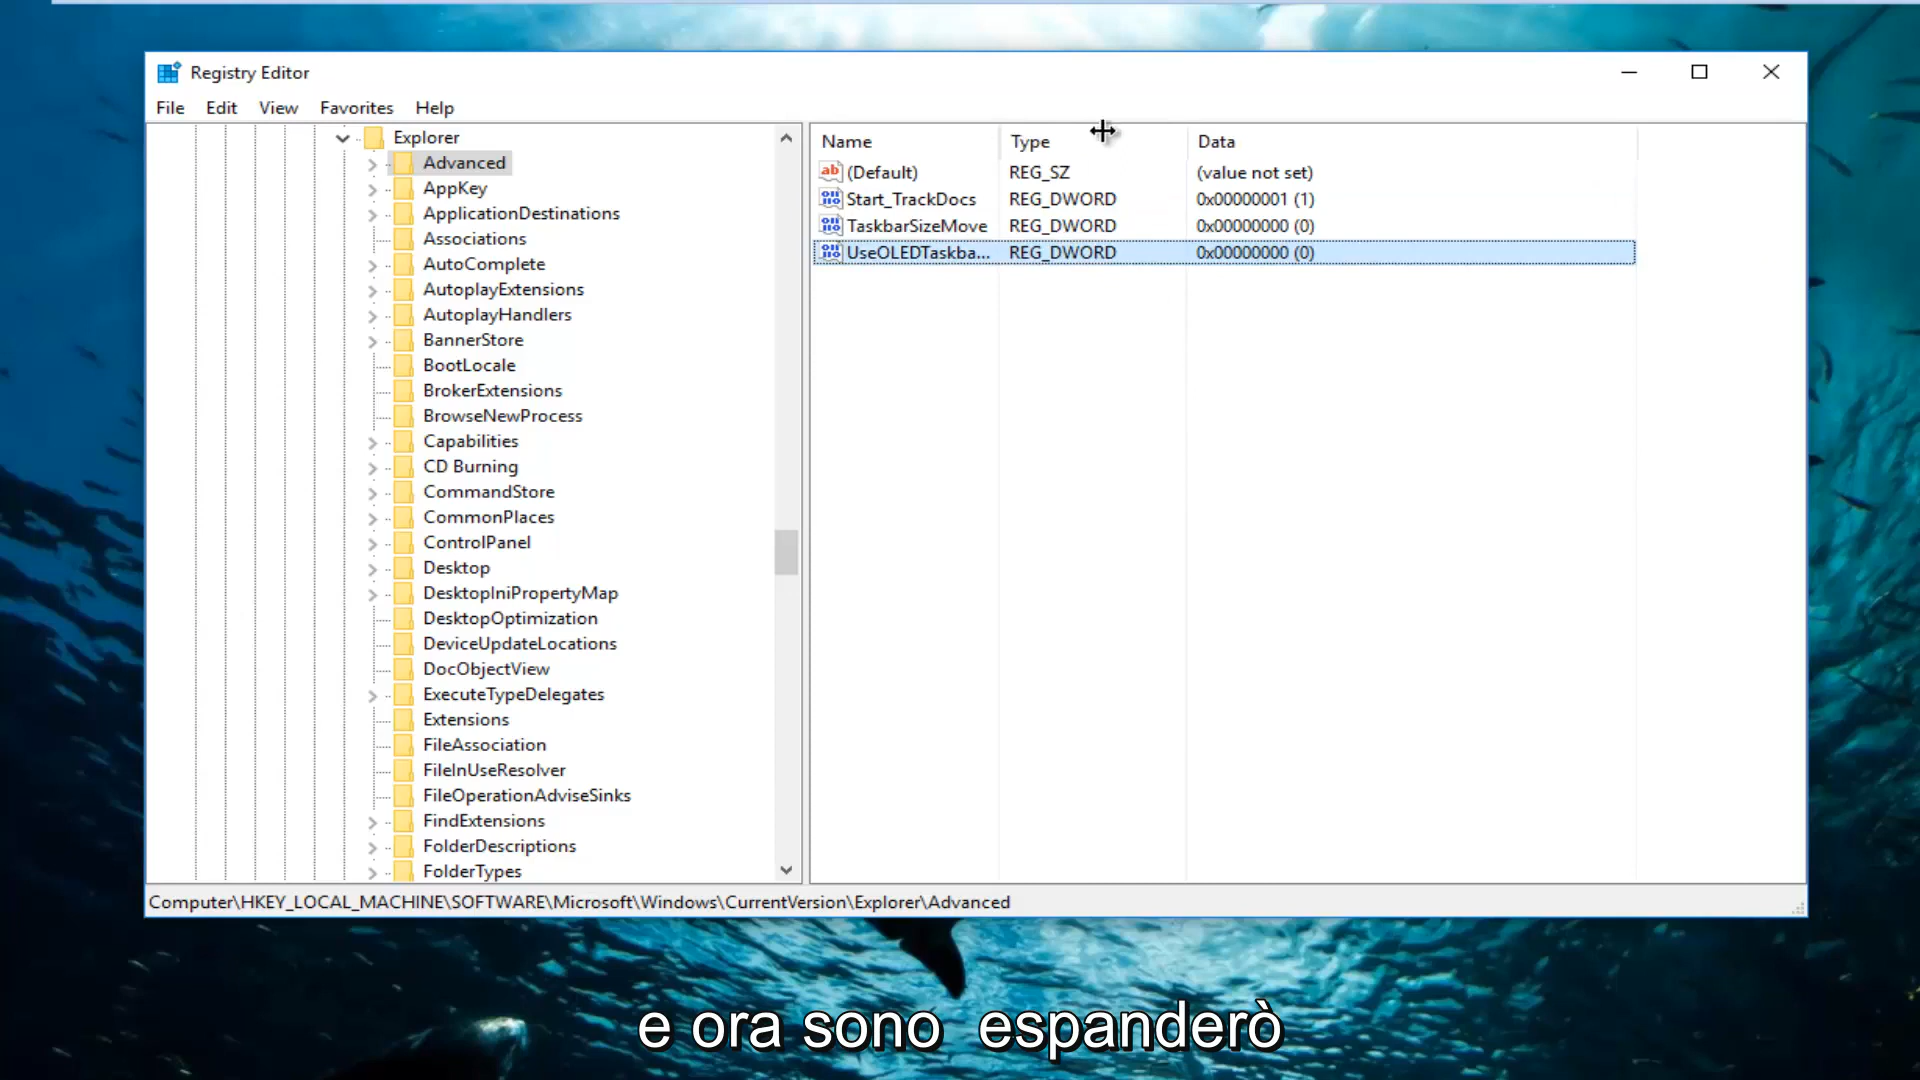 Registry Editor
File Edit View Favorites Help
Explorer
Advanced
AppKey
ApplicationDestinations
Associations
AutoComplete
AutoplayExtensions
AutoplayHandlers
BannerStore
BootLocale
BrokerExtensions
BrowseNewProcess
Capabilities
CD Burning
CommandStore
CommonPlaces
ControlPanel
Desktop
DesktopIniPropertyMap
DesktopOptimization
DeviceUpdateLocations
DocObjectView
ExecuteTypeDelegates
Extensions
FileAssociation
FileInUseResolver
FileOperationAdviseSinks
FindExtensions
FolderDescriptions
FolderTypes
Name Type Data
(Default) REG_SZ (value not set)
Start_TrackDocs REG_DWORD 0x00000001 (1)
TaskbarSizeMove REG_DWORD 0x00000000 (0)
UseOLEDTaskba... REG_DWORD 0x00000000 (0)
Computer\HKEY_LOCAL_MACHINE\SOFTWARE\Microsoft\Windows\CurrentVersion\Explorer\Advanced
e ora sono espanderò